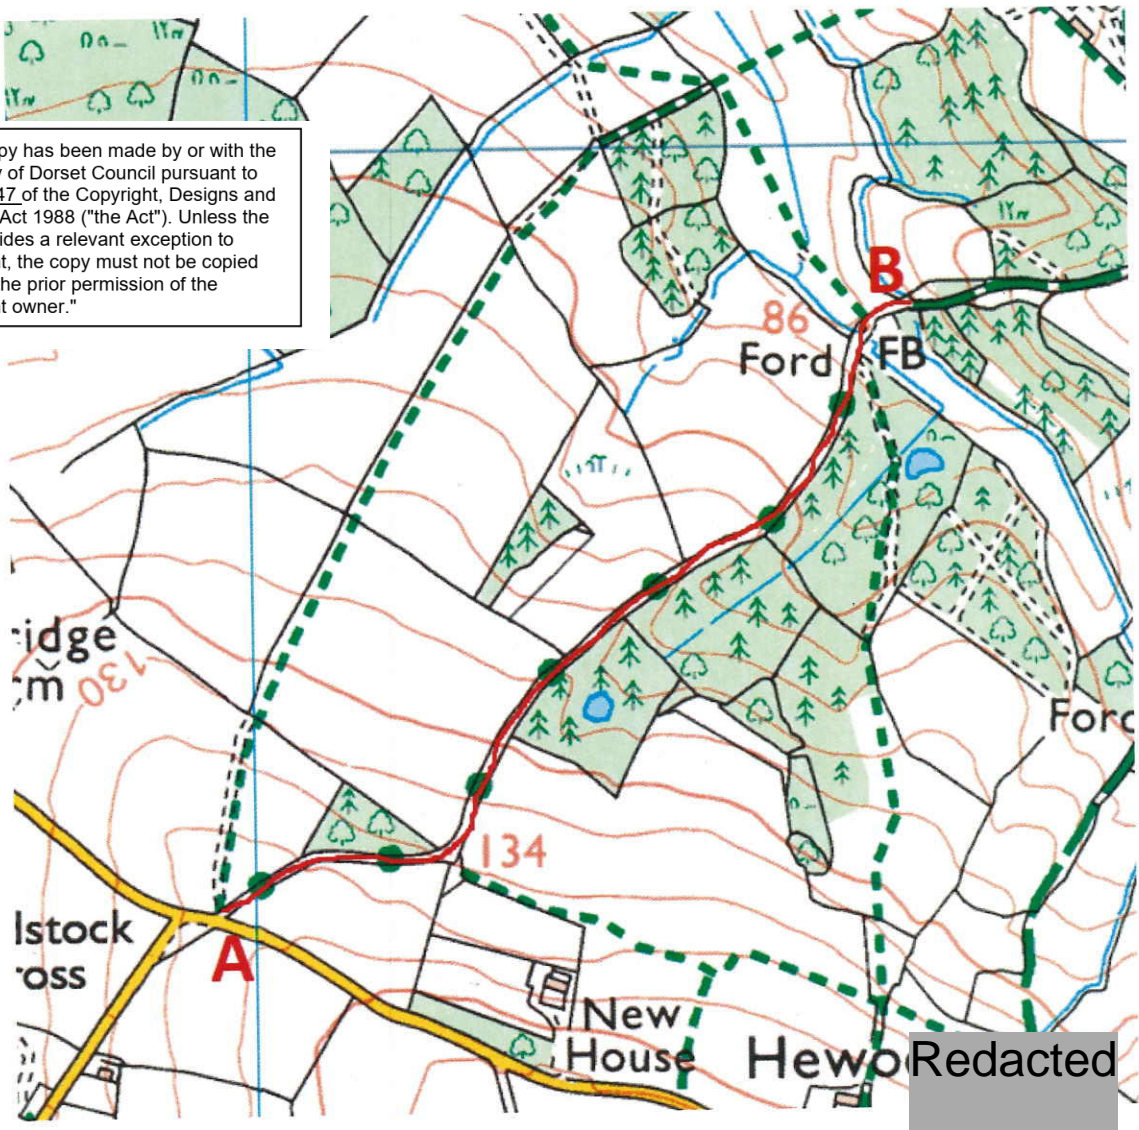 py has been made by or with the
y of Dorset Council pursuant to
47 of the Copyright, Designs and
Act 1988 ("the Act"). Unless the
ides a relevant exception to
t, the copy must not be copied
he prior permission of the
t owner."
B
86
Ford
FB
idge
m
130
Ford
134
lstock
oss
A
New
House
Hewo
Redacted